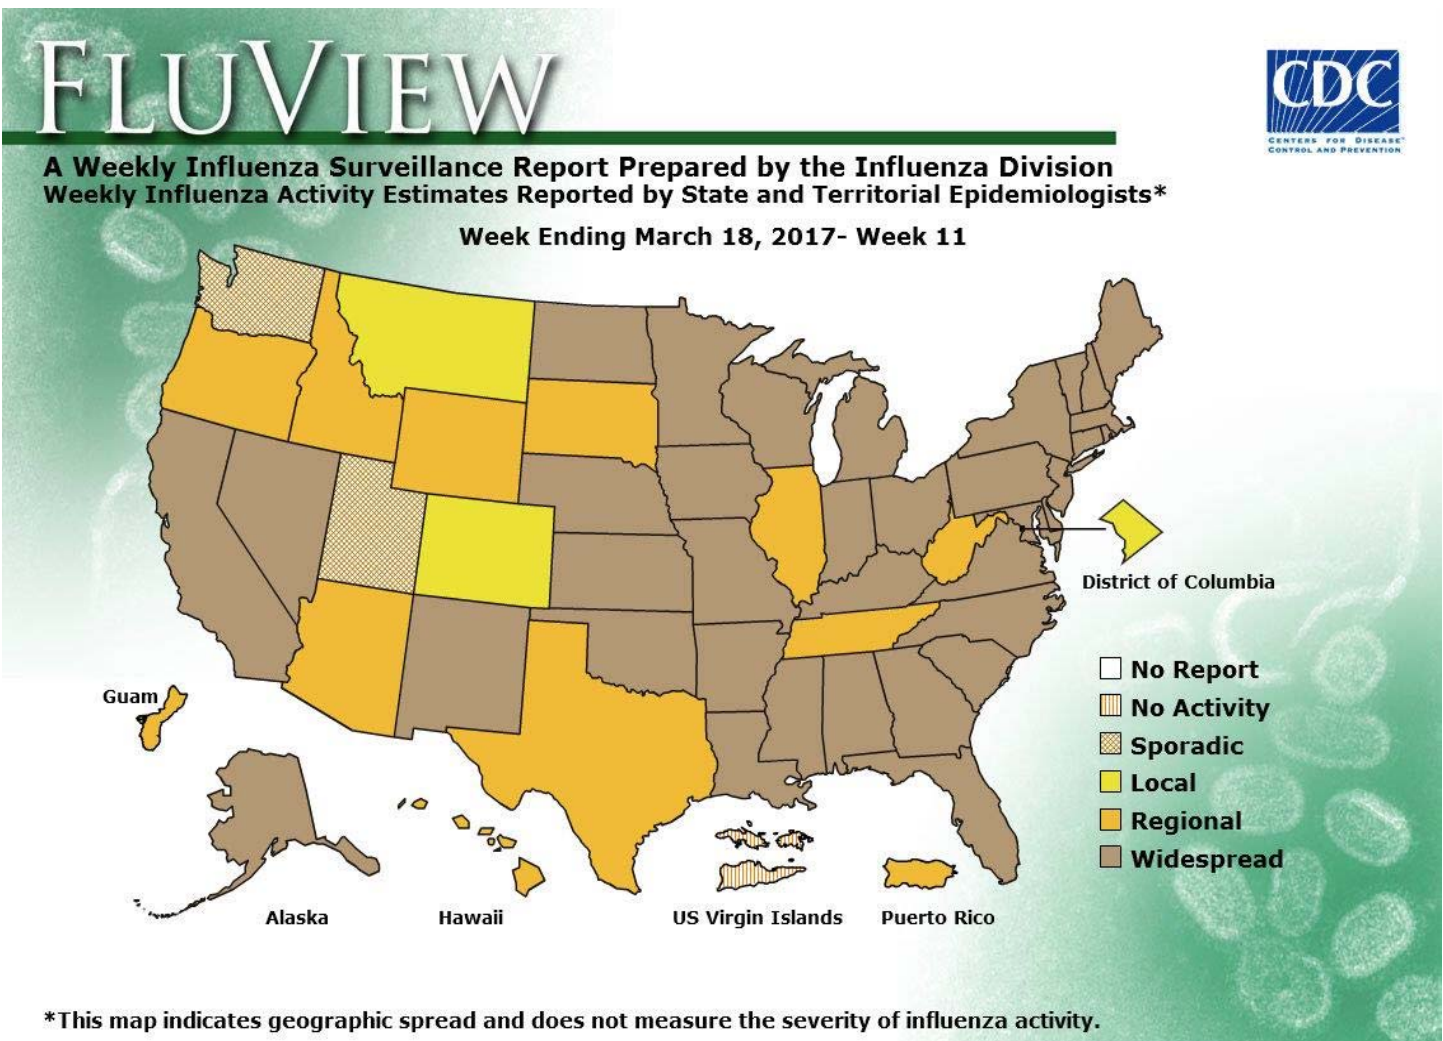 FLUVIEW
CDC
CENTERS FOR DISEASE
CONTROL AND PREVENTION
A Weekly Influenza Surveillance Report Prepared by the Influenza Division
Weekly Influenza Activity Estimates Reported by State and Territorial Epidemiologists*
Week Ending March 18, 2017- Week 11
District of Columbia
No Report
No Activity
Sporadic
Local
Regional
Widespread
Guam
Alaska
Hawaii
US Virgin Islands
Puerto Rico
*This map indicates geographic spread and does not measure the severity of influenza activity.